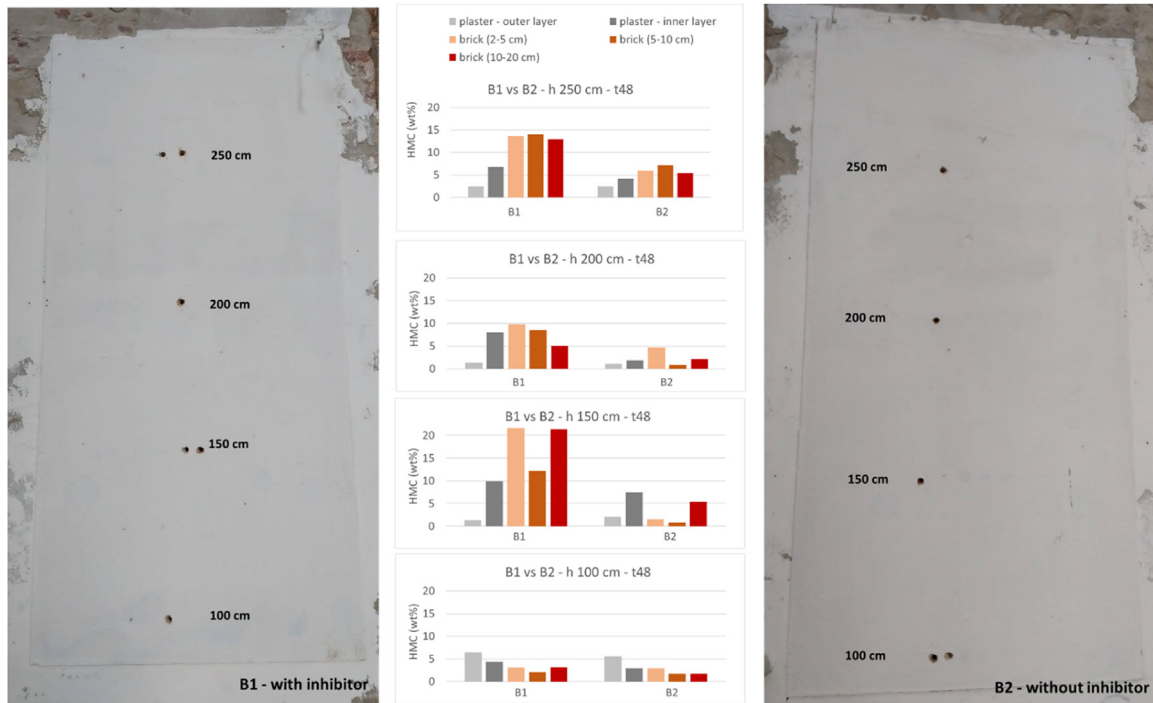 250 cm
200 cm
150 cm
100 cm
B1 - with inhibitor
plaster - outer layer
plaster - inner layer
brick (2-5 cm)
brick (5-10 cm)
brick (10-20 cm)
B1 vs B2 - h 250 cm - t48
HMC (wt%)
20
15
10
5
0
B1
B2
B1 vs B2 - h 200 cm - t48
HMC (wt%)
20
15
10
5
0
B1
B2
B1 vs B2 - h 150 cm - t48
HMC (wt%)
20
15
10
5
0
B1
B2
B1 vs B2 - h 100 cm - t48
HMC (wt%)
20
15
10
5
0
B1
B2
250 cm
200 cm
150 cm
100 cm
B2 - without inhibitor